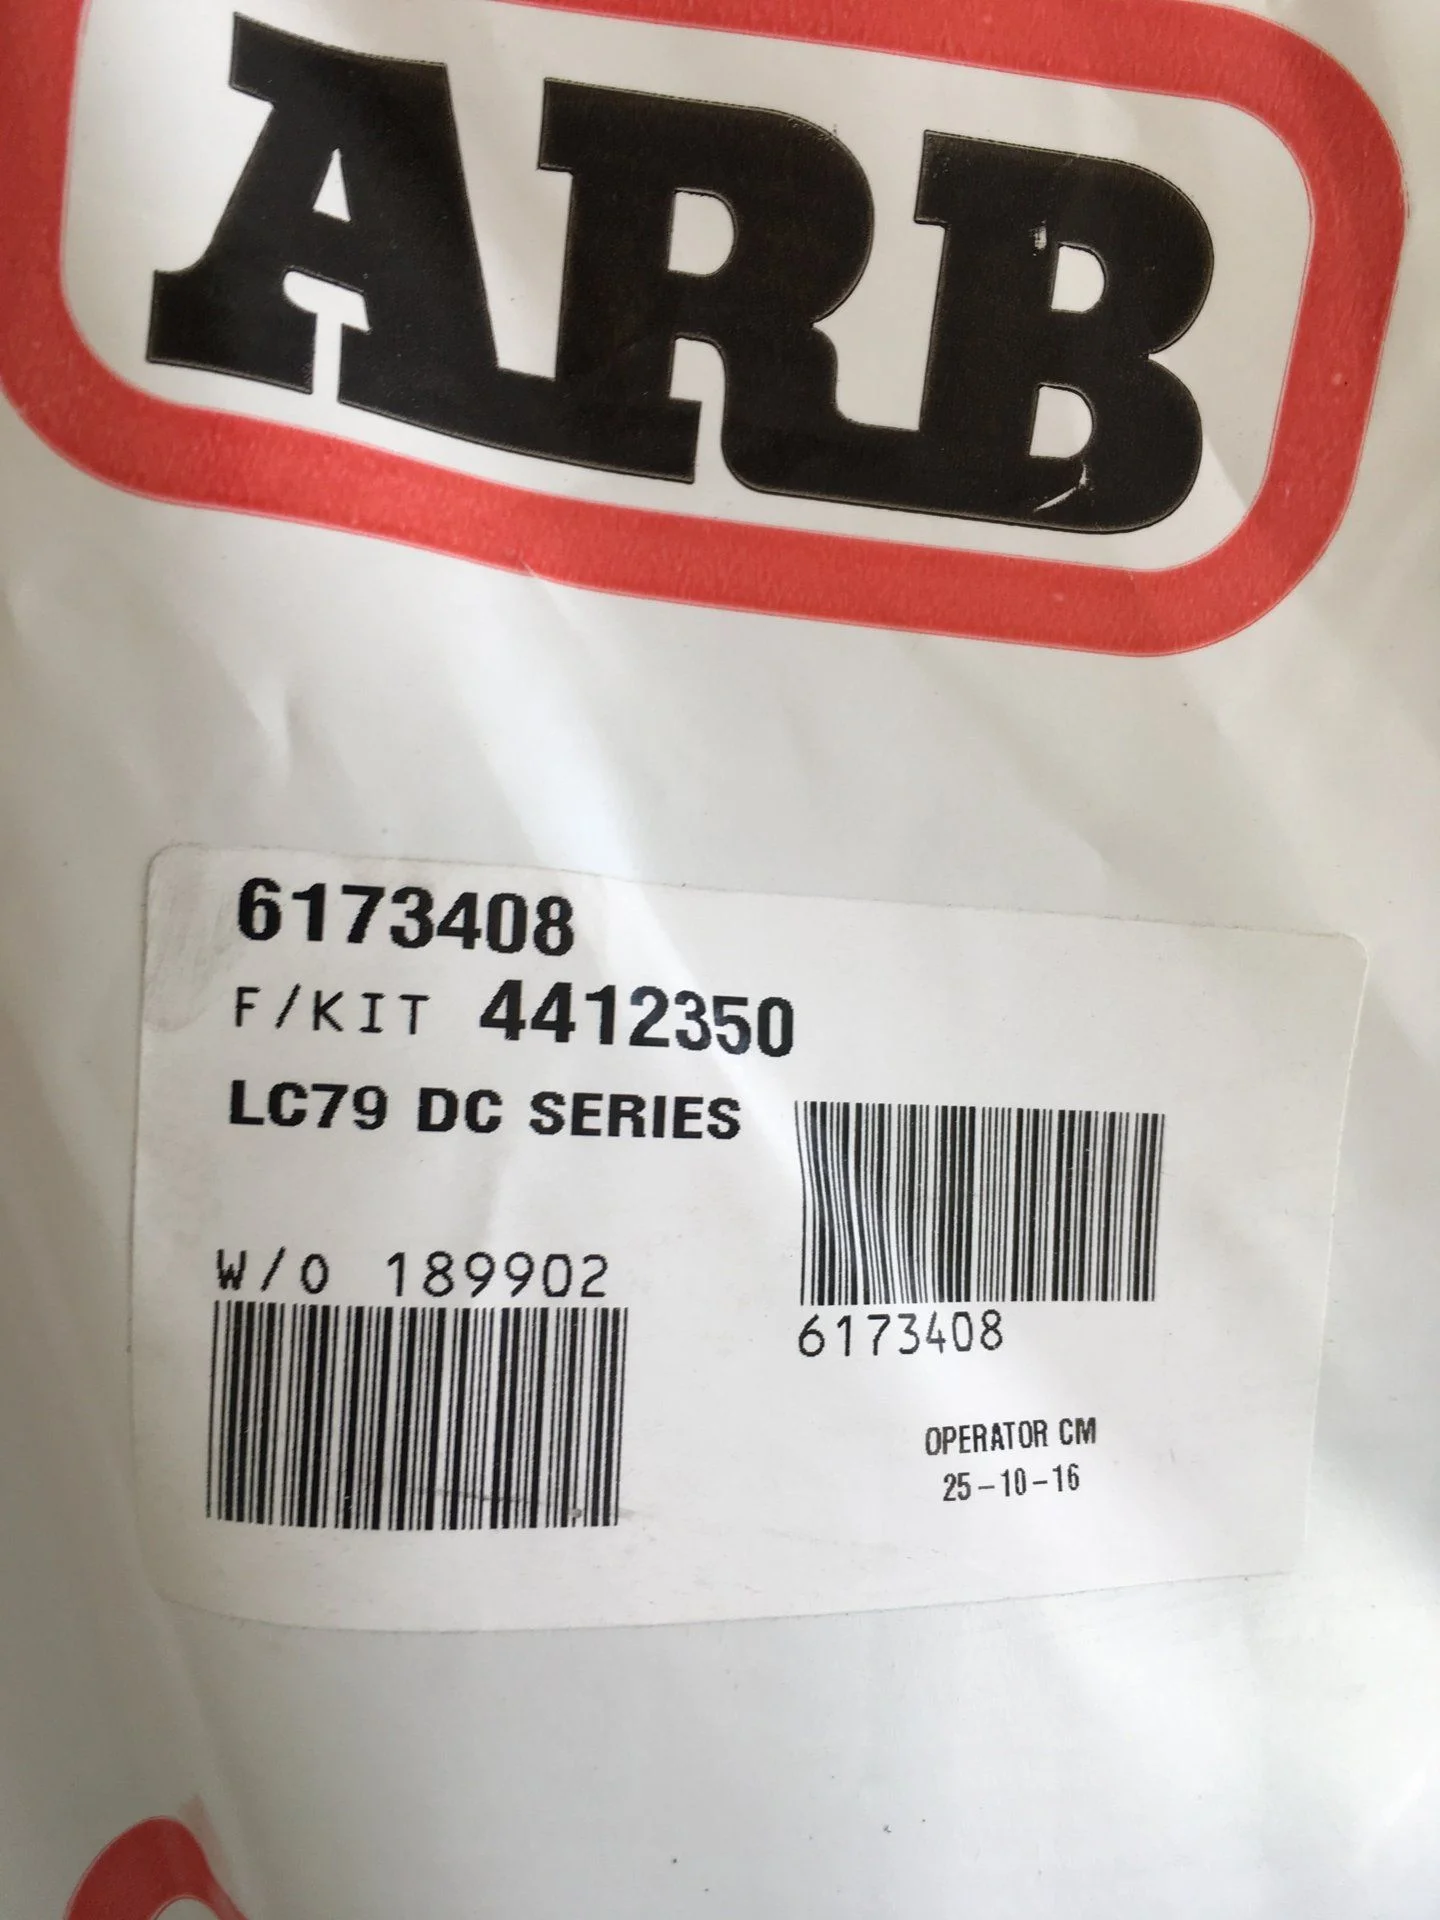 ARB
6173408
F/KIT 4412350
LC79 DC SERIES
W/O 189902
6173408
OPERATOR CM
25-10-16